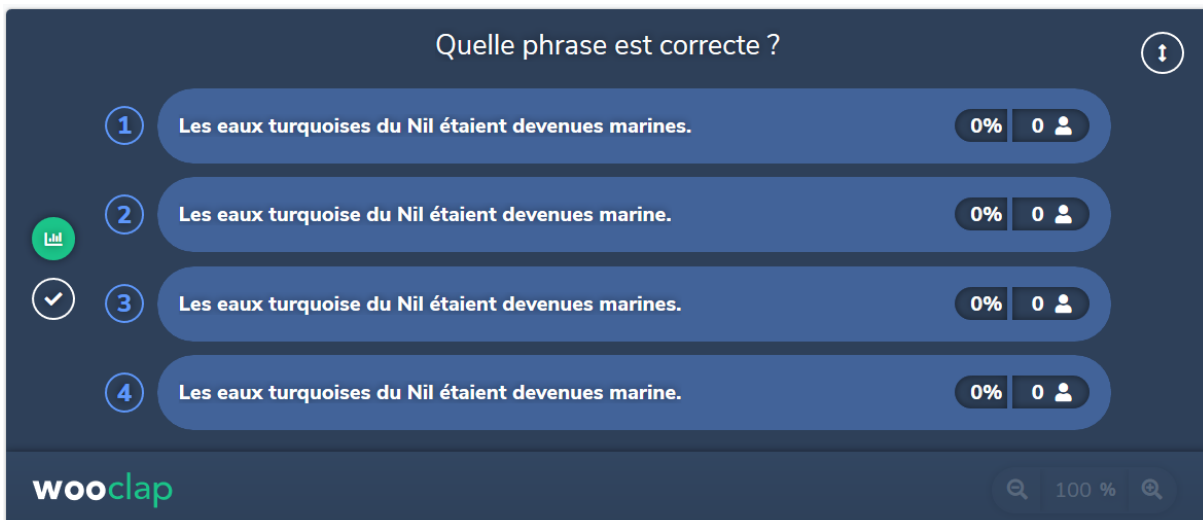 Quelle phrase est correcte ?
1 Les eaux turquoises du Nil étaient devenues marines. 0% 0
2 Les eaux turquoise du Nil étaient devenues marine. 0% 0
3 Les eaux turquoise du Nil étaient devenues marines. 0% 0
4 Les eaux turquoises du Nil étaient devenues marine. 0% 0
wooclap 100 %